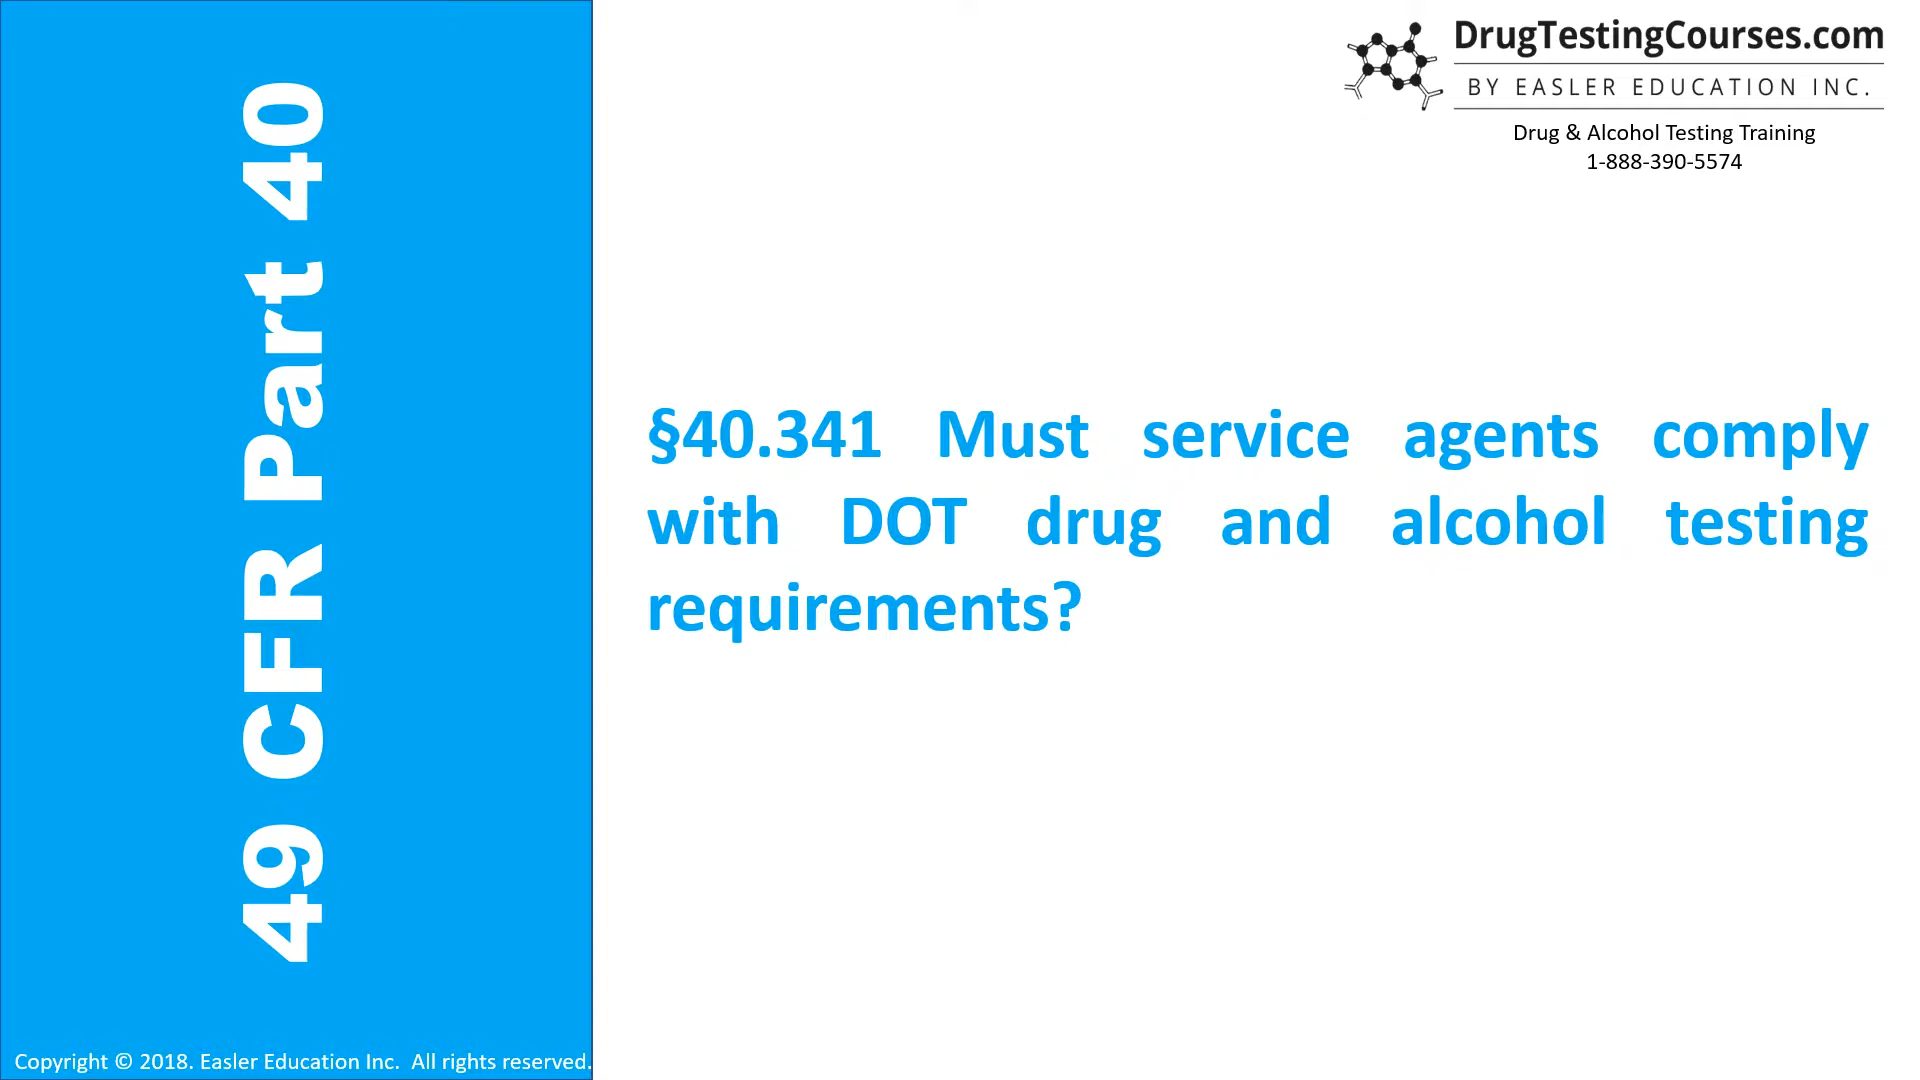 49 CFR Part 40
DrugTestingCourses.com
BY EASLER EDUCATION INC.
Drug & Alcohol Testing Training
1-888-390-5574
§40.341 Must service agents comply
with DOT drug and alcohol testing
requirements?
Copyright © 2018. Easler Education Inc. All rights reserved.